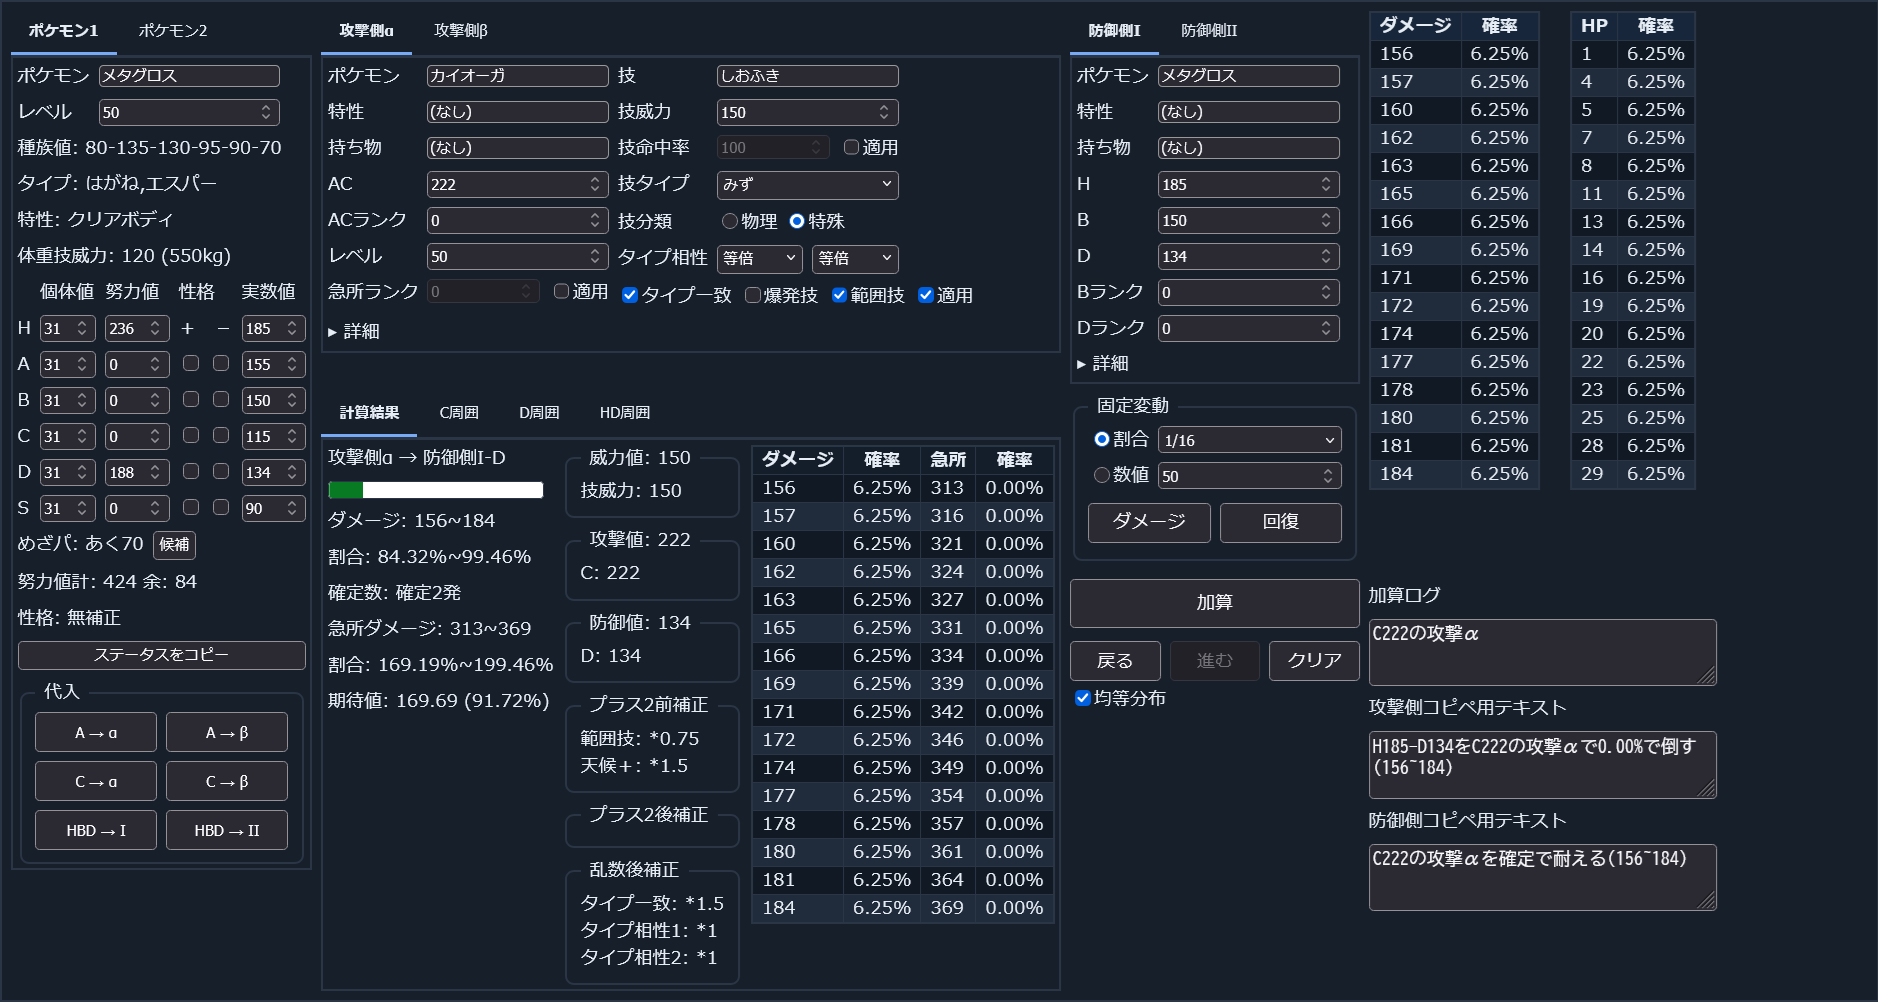 ポケモン1 ポケモン2
ポケモン メタグロス
レベル 50
種族値: 80-135-130-95-90-70
タイプ: はがね,エスパー
特性: クリアボディ
体重技威力: 120 (550kg)
個体値 努力値 性格 実数値
H 31 236 + − 185
A 31 0 155
B 31 0 150
C 31 0 115
D 31 188 134
S 31 0 90
めざパ: あく70 候補
努力値計: 424 余: 84
性格: 無補正
ステータスをコピー
代入
A→α A→β
C→α C→β
HBD→I HBD→II
攻撃側α 攻撃側β
ポケモン カイオーガ 技 しおふき
特性 (なし) 技威力 150
持ち物 (なし) 技命中率 100 適用
AC 222 技タイプ みず
ACランク 0 技分類 物理 特殊
レベル 50 タイプ相性 等倍 等倍
急所ランク 0 適用 タイプ一致 爆発技 範囲技 適用
▸ 詳細
計算結果 C周囲 D周囲 HD周囲
攻撃側α → 防御側I-D
ダメージ: 156~184
割合: 84.32%~99.46%
確定数: 確定2発
急所ダメージ: 313~369
割合: 169.19%~199.46%
期待値: 169.69 (91.72%)
威力値: 150
技威力: 150
攻撃値: 222
C: 222
防御値: 134
D: 134
プラス2前補正
範囲技: *0.75
天候＋: *1.5
プラス2後補正
乱数後補正
タイプ一致: *1.5
タイプ相性1: *1
タイプ相性2: *1
ダメージ 確率 急所 確率
156 6.25% 313 0.00%
157 6.25% 316 0.00%
160 6.25% 321 0.00%
162 6.25% 324 0.00%
163 6.25% 327 0.00%
165 6.25% 331 0.00%
166 6.25% 334 0.00%
169 6.25% 339 0.00%
171 6.25% 342 0.00%
172 6.25% 346 0.00%
174 6.25% 349 0.00%
177 6.25% 354 0.00%
178 6.25% 357 0.00%
180 6.25% 361 0.00%
181 6.25% 364 0.00%
184 6.25% 369 0.00%
防御側I 防御側II
ポケモン メタグロス
特性 (なし)
持ち物 (なし)
H 185
B 150
D 134
Bランク 0
Dランク 0
▸ 詳細
固定変動
割合 1/16
数値 50
ダメージ 回復
加算
戻る 進む クリア
均等分布
ダメージ 確率
156 6.25%
157 6.25%
160 6.25%
162 6.25%
163 6.25%
165 6.25%
166 6.25%
169 6.25%
171 6.25%
172 6.25%
174 6.25%
177 6.25%
178 6.25%
180 6.25%
181 6.25%
184 6.25%
HP 確率
1 6.25%
4 6.25%
5 6.25%
7 6.25%
8 6.25%
11 6.25%
13 6.25%
14 6.25%
16 6.25%
19 6.25%
20 6.25%
22 6.25%
23 6.25%
25 6.25%
28 6.25%
29 6.25%
加算ログ
C222の攻撃α
攻撃側コピペ用テキスト
H185-D134をC222の攻撃αで0.00%で倒す
(156~184)
防御側コピペ用テキスト
C222の攻撃αを確定で耐える(156~184)